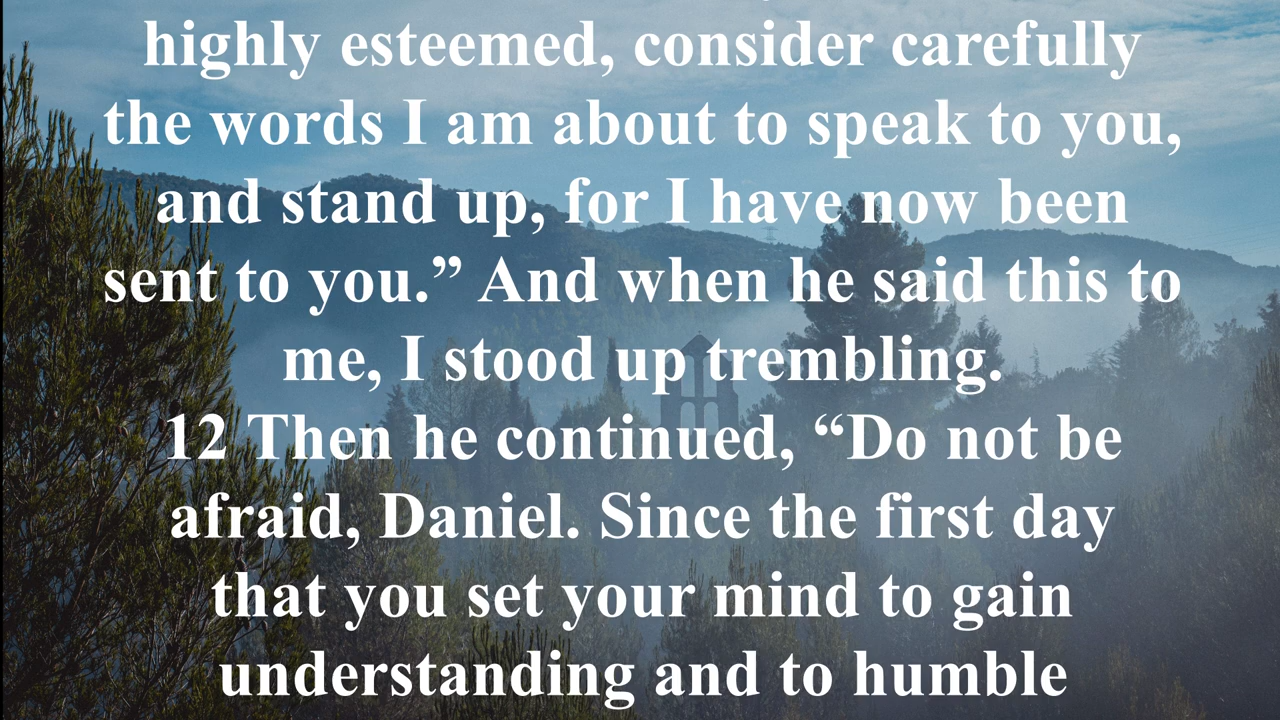 highly esteemed, consider carefully
the words I am about to speak to you,
and stand up, for I have now been
sent to you.” And when he said this to
me, I stood up trembling.
12 Then he continued, “Do not be
afraid, Daniel. Since the first day
that you set your mind to gain
understanding and to humble